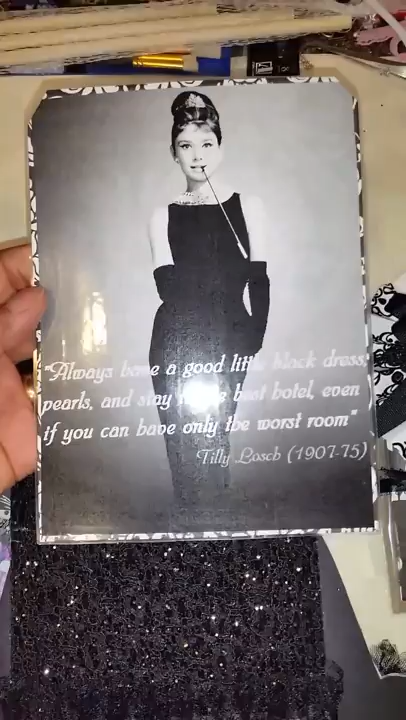 "Always have a good little black dress,
pearls, and stay the best hotel, even
if you can have only the worst room"
Tilly Losch (1907-75)